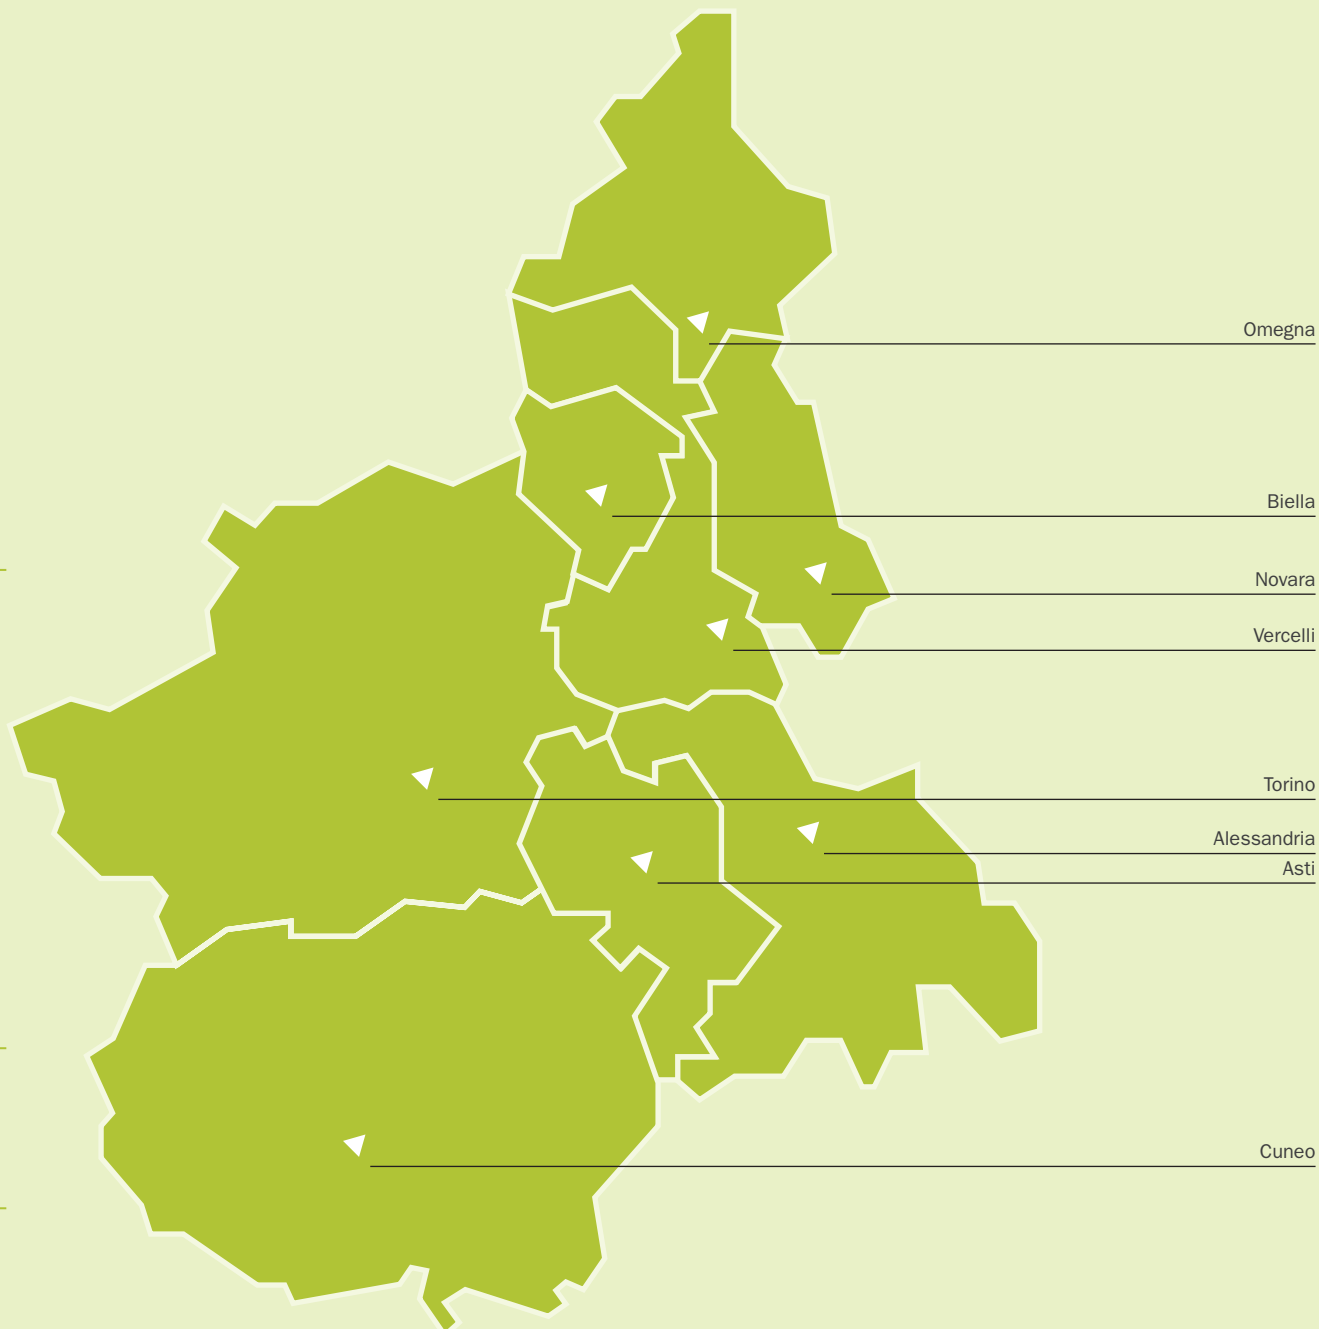 Omegna
Biella
Novara
Vercelli
Torino
Alessandria
Asti
Cuneo